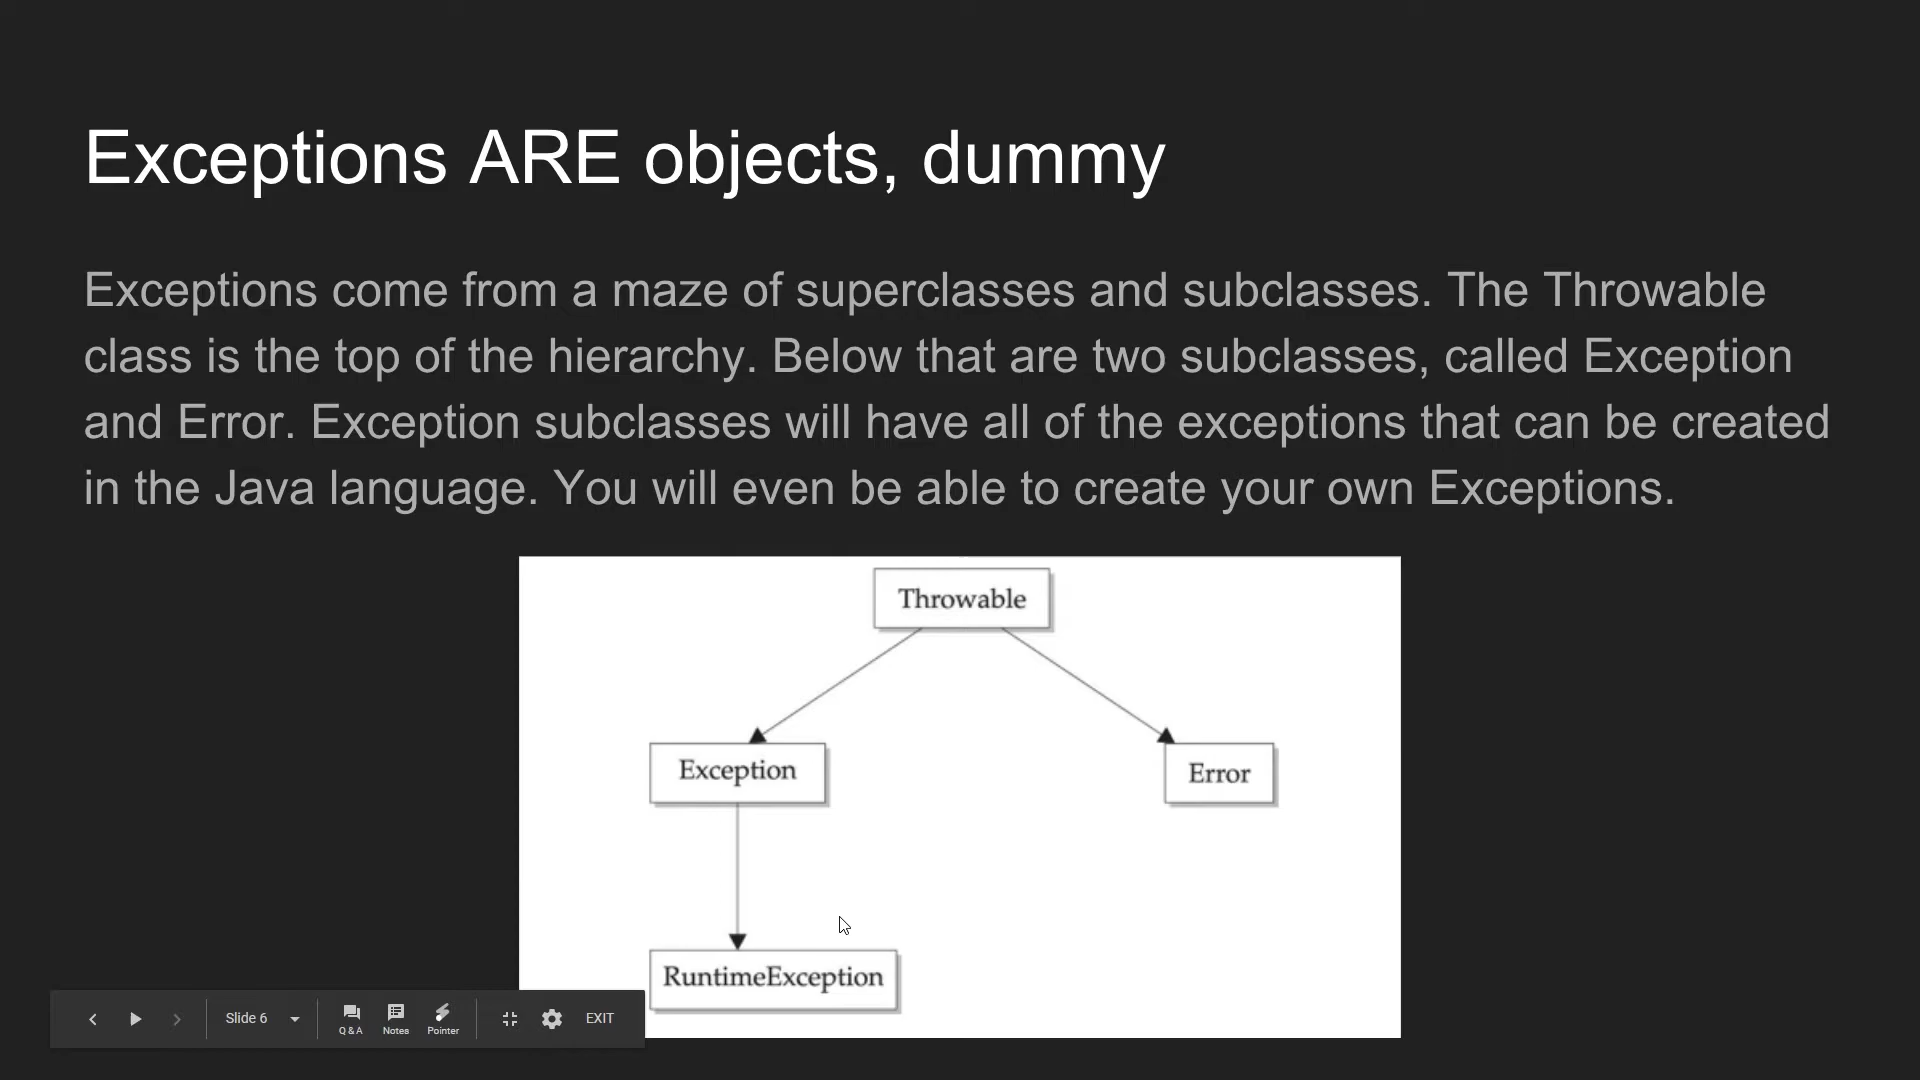 Exceptions ARE objects, dummy
Exceptions come from a maze of superclasses and subclasses. The Throwable
class is the top of the hierarchy. Below that are two subclasses, called Exception
and Error. Exception subclasses will have all of the exceptions that can be created
in the Java language. You will even be able to create your own Exceptions.
Throwable
Exception
Error
RuntimeException
Slide 6
Q & A
Notes
Pointer
EXIT